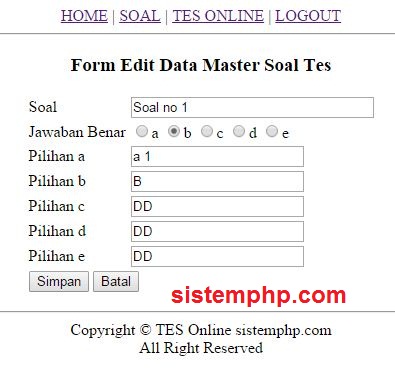 HOME | SOAL | TES ONLINE | LOGOUT
Form Edit Data Master Soal Tes
Soal Soal no 1
Jawaban Benar a b c d e
Pilihan a a 1
Pilihan b B
Pilihan c DD
Pilihan d DD
Pilihan e DD
Simpan Batal
sistemphp.com
Copyright © TES Online sistemphp.com
All Right Reserved